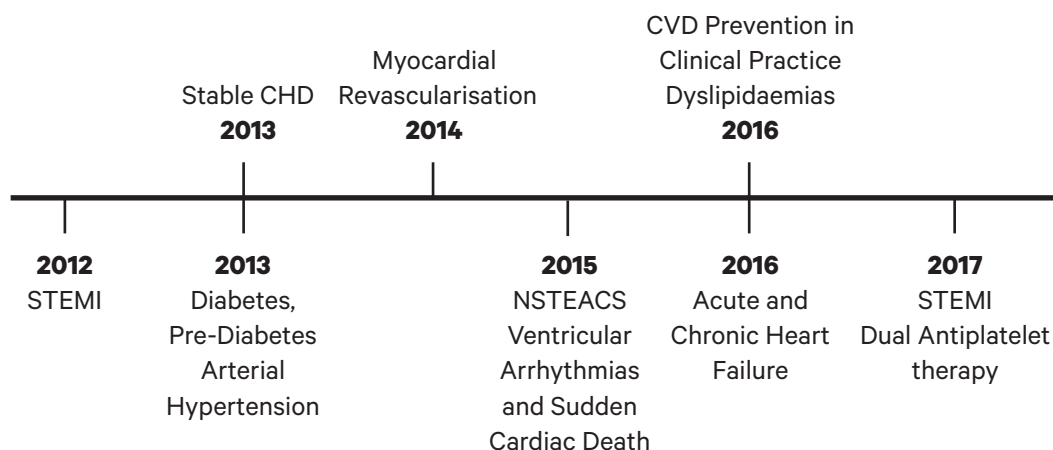 Stable CHD
2013
Myocardial
Revascularisation
2014
CVD Prevention in
Clinical Practice
Dyslipidaemias
2016
2012
STEMI
2013
Diabetes,
Pre-Diabetes
Arterial
Hypertension
2015
NSTEACS
Ventricular
Arrhythmias
and Sudden
Cardiac Death
2016
Acute and
Chronic Heart
Failure
2017
STEMI
Dual Antiplatelet
therapy